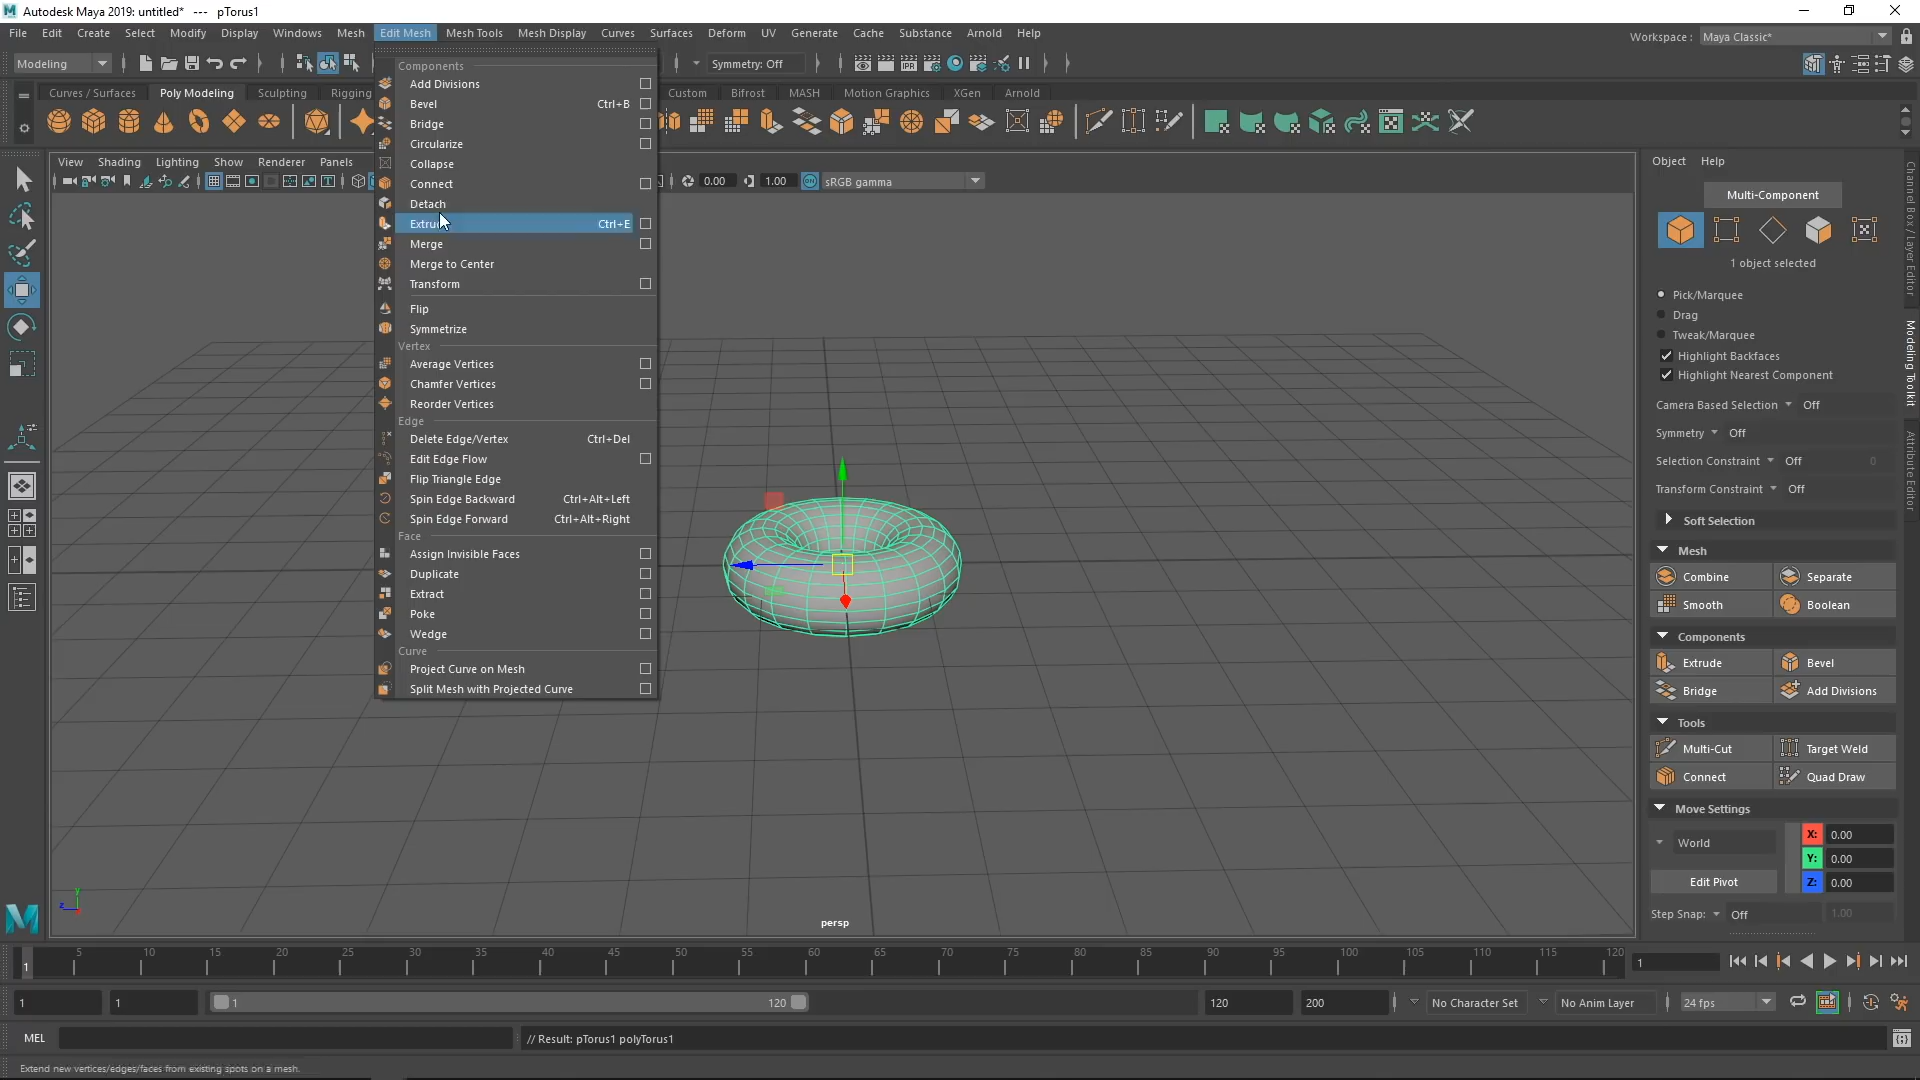 Autodesk Maya 2019: untitled*   ---   pTorus1
File Edit Create Select Modify Display Windows Mesh Edit Mesh Mesh Tools Mesh Display Curves Surfaces Deform UV Generate Cache Substance Arnold Help
Workspace : Maya Classic*
Modeling
Symmetry: Off
Curves / Surfaces Poly Modeling Sculpting Rigging Custom Bifrost MASH Motion Graphics XGen Arnold
View Shading Lighting Show Renderer Panels
0.00 1.00 sRGB gamma
Components
Add Divisions
Bevel Ctrl+B
Bridge
Circularize
Collapse
Connect
Detach
Extrude Ctrl+E
Merge
Merge to Center
Transform
Flip
Symmetrize
Vertex
Average Vertices
Chamfer Vertices
Reorder Vertices
Edge
Delete Edge/Vertex Ctrl+Del
Edit Edge Flow
Flip Triangle Edge
Spin Edge Backward Ctrl+Alt+Left
Spin Edge Forward Ctrl+Alt+Right
Face
Assign Invisible Faces
Duplicate
Extract
Poke
Wedge
Curve
Project Curve on Mesh
Split Mesh with Projected Curve
persp
y
z
Object Help
Multi-Component
1 object selected
Pick/Marquee
Drag
Tweak/Marquee
Highlight Backfaces
Highlight Nearest Component
Camera Based Selection Off
Symmetry Off
Selection Constraint Off 0
Transform Constraint Off
Soft Selection
Mesh
Combine Separate
Smooth Boolean
Components
Extrude Bevel
Bridge Add Divisions
Tools
Multi-Cut Target Weld
Connect Quad Draw
Move Settings
World
X: 0.00
Y: 0.00
Z: 0.00
Edit Pivot
Step Snap: Off 1.00
Channel Box / Layer Editor
Modeling Toolkit
Attribute Editor
1 5 10 15 20 25 30 35 40 45 50 55 60 65 70 75 80 85 90 95 100 105 110 115 120
1
1 1 1 120 120 200 No Character Set No Anim Layer 24 fps
MEL // Result: pTorus1 polyTorus1
Extend new vertices/edges/faces from existing spots on a mesh.